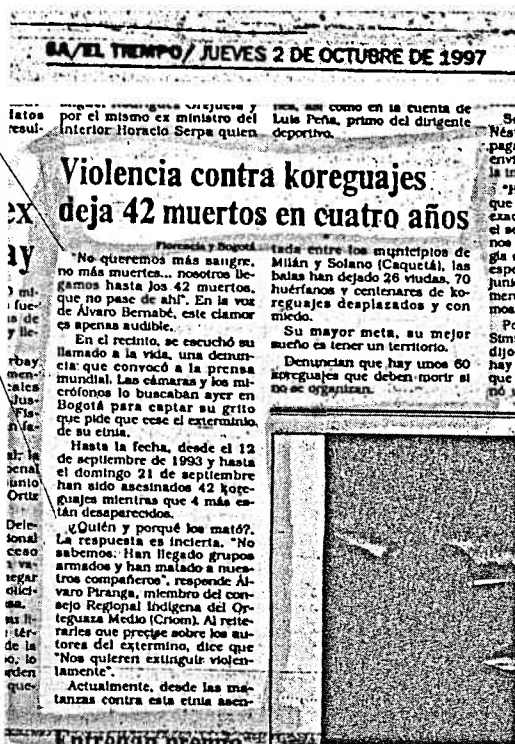 8A/EL TIEMPO/ JUEVES 2 DE OCTUBRE DE 1997
por el mismo ex ministro del
Interior Horacio Serpa quien
así como en la cuenta de
Luis Peña, primo del dirigente
deportivo.
Violencia contra koreguajes
deja 42 muertos en cuatro años
Florencia y Bogotá
"No queremos más sangre,
no más muertes... nosotros lle-
gamos hasta los 42 muertos,
que no pase de ahí". En la voz
de Álvaro Bernabé, este clamor
es apenas audible.
En el recinto, se escuchó su
llamado a la vida, una denun-
cia que convocó a la prensa
mundial. Las cámaras y los mi-
crófonos lo buscaban ayer en
Bogotá para captar su grito
que pide que cese el exterminio
de su etnia.
Hasta la fecha, desde el 12
de septiembre de 1993 y hasta
el domingo 21 de septiembre
han sido asesinados 42 kore-
guajes mientras que 4 más es-
tán desaparecidos.
¿Quién y porqué los mató?.
La respuesta es incierta. "No
sabemos. Han llegado grupos
armados y han matado a nues-
tros compañeros", responde Ál-
varo Piranga, miembro del con-
sejo Regional Indígena del Or-
teguaza Medio (Criom). Al reite-
rarles que precise sobre los au-
tores del extermino, dice que
"Nos quieren extinguir violen-
tamente".
Actualmente, desde las ma-
tanzas contra esta etnia asen-
tada entre los municipios de
Milán y Solano (Caquetá), las
balas han dejado 26 viudas, 70
huérfanos y centenares de ko-
reguajes desplazados y con
miedo.
Su mayor meta, su mejor
sueño es tener un territorio.
Denuncian que hay unos 60
koreguajes que deben morir si
no se organizan.